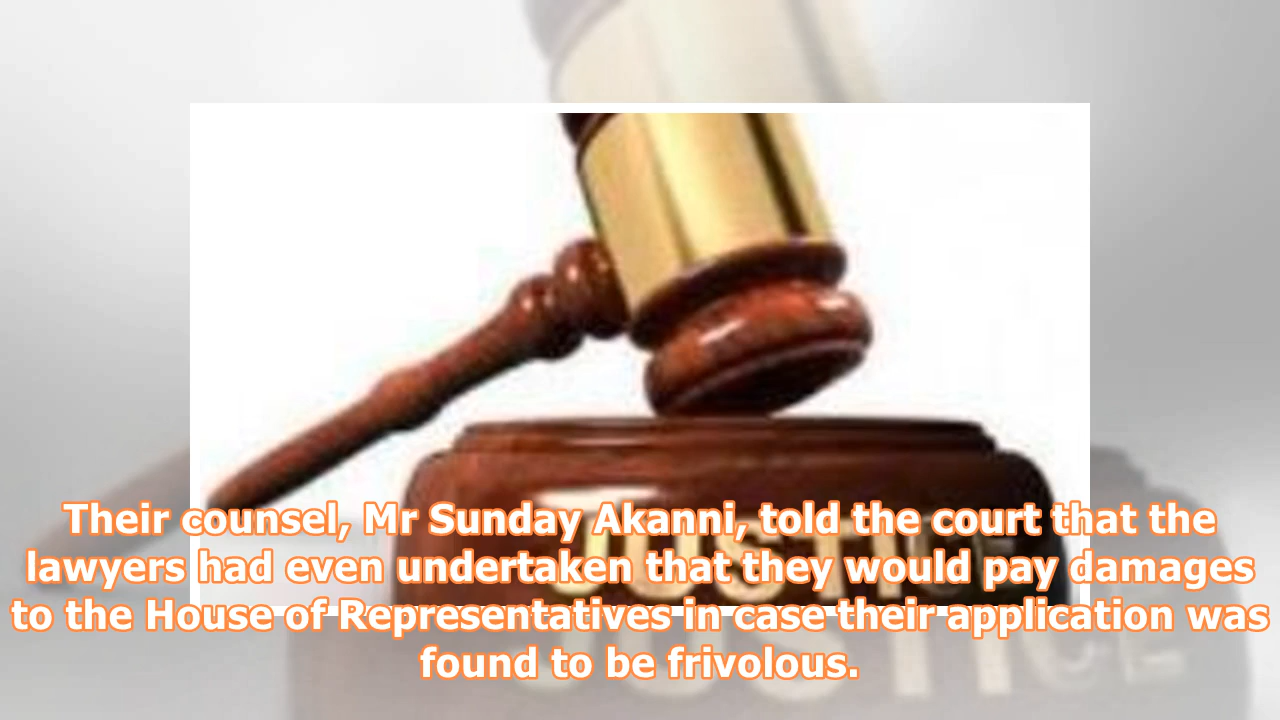 Their counsel, Mr Sunday Akanni, told the court that the
lawyers had even undertaken that they would pay damages
to the House of Representatives in case their application was
found to be frivolous.
JUSTICE